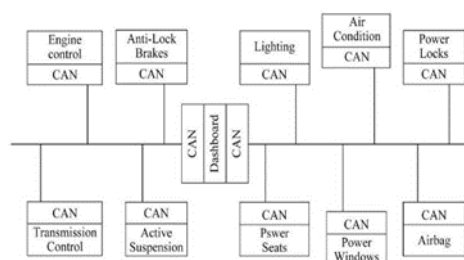 Engine
control
CAN
Anti-Lock
Brakes
CAN
Lighting
CAN
Air
Condition
CAN
Power
Locks
CAN
CAN
Dashboard
CAN
CAN
Transmission
Control
CAN
Active
Suspension
CAN
Pswer
Seats
CAN
Power
Windows
CAN
Airbag